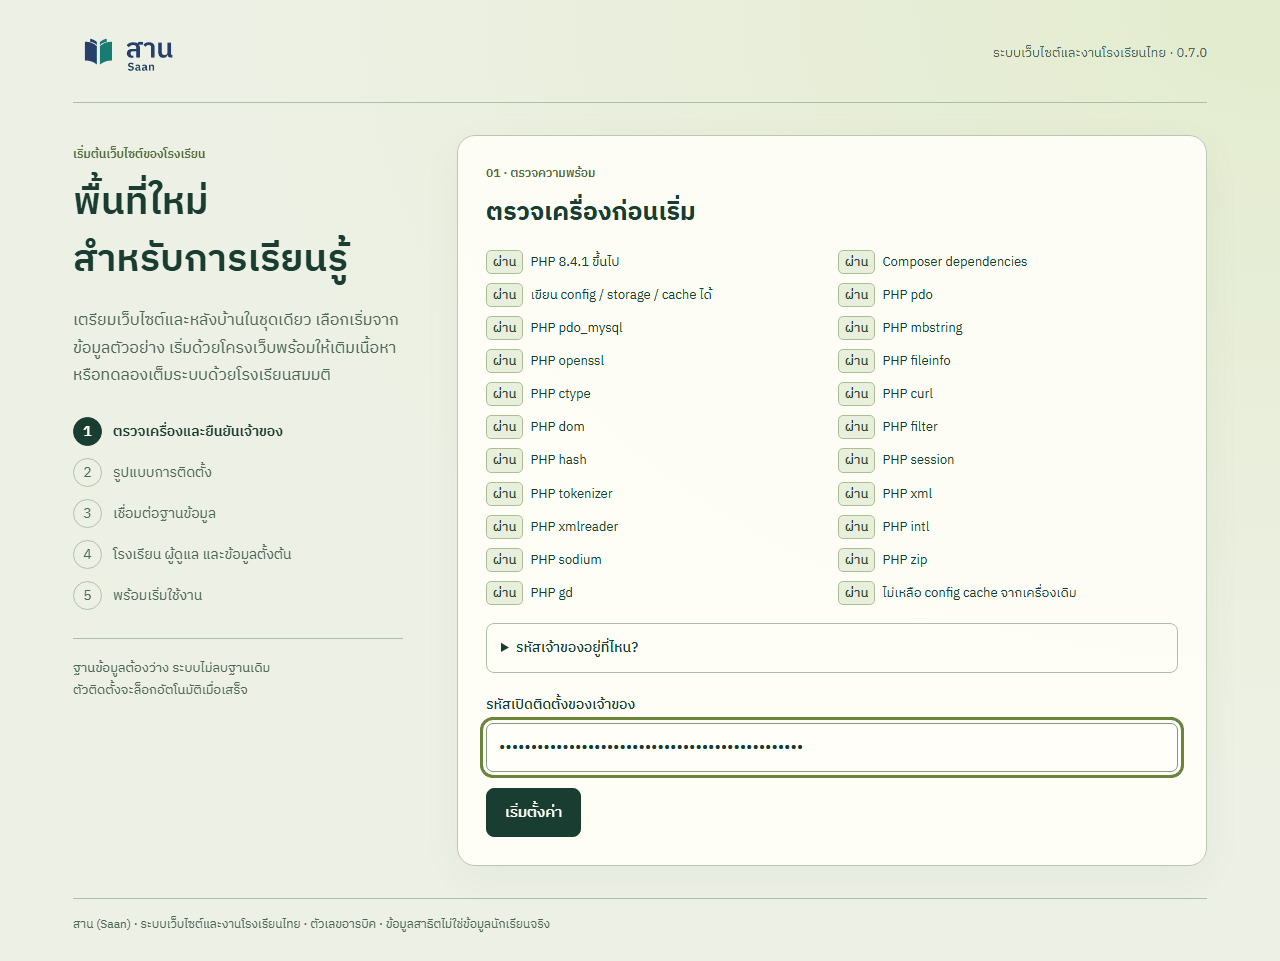 สาน
Saan
ระบบเว็บไซต์และงานโรงเรียนไทย · 0.7.0
เริ่มต้นเว็บไซต์ของโรงเรียน
พื้นที่ใหม่
สำหรับการเรียนรู้
เตรียมเว็บไซต์และหลังบ้านในชุดเดียว เลือกเริ่มจาก
ข้อมูลตัวอย่าง เริ่มด้วยโครงเว็บพร้อมให้เติมเนื้อหา
หรือทดลองเต็มระบบด้วยโรงเรียนสมมติ
1 ตรวจเครื่องและยืนยันเจ้าของ
2 รูปแบบการติดตั้ง
3 เชื่อมต่อฐานข้อมูล
4 โรงเรียน ผู้ดูแล และข้อมูลตั้งต้น
5 พร้อมเริ่มใช้งาน
ฐานข้อมูลต้องว่าง ระบบไม่ลบฐานเดิม
ตัวติดตั้งจะล็อกอัตโนมัติเมื่อเสร็จ
01 · ตรวจความพร้อม
ตรวจเครื่องก่อนเริ่ม
ผ่าน PHP 8.4.1 ขึ้นไป
ผ่าน Composer dependencies
ผ่าน เขียน config / storage / cache ได้
ผ่าน PHP pdo
ผ่าน PHP pdo_mysql
ผ่าน PHP mbstring
ผ่าน PHP openssl
ผ่าน PHP fileinfo
ผ่าน PHP ctype
ผ่าน PHP curl
ผ่าน PHP dom
ผ่าน PHP filter
ผ่าน PHP hash
ผ่าน PHP session
ผ่าน PHP tokenizer
ผ่าน PHP xml
ผ่าน PHP xmlreader
ผ่าน PHP intl
ผ่าน PHP sodium
ผ่าน PHP zip
ผ่าน PHP gd
ผ่าน ไม่เหลือ config cache จากเครื่องเดิม
▶ รหัสเจ้าของอยู่ที่ไหน?
รหัสเปิดติดตั้งของเจ้าของ
••••••••••••••••••••••••••••••••••••••••••••••••
เริ่มตั้งค่า
สาน (Saan) · ระบบเว็บไซต์และงานโรงเรียนไทย · ตัวเลขอารบิค · ข้อมูลสาธิตไม่ใช่ข้อมูลนักเรียนจริง